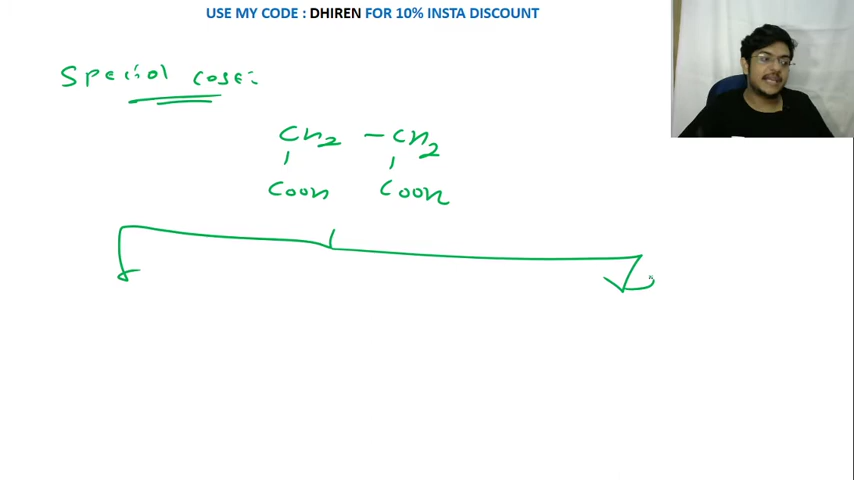 USE MY CODE : DHIREN FOR 10% INSTA DISCOUNT
Special case:
CH2 - CH2
COOH COOH